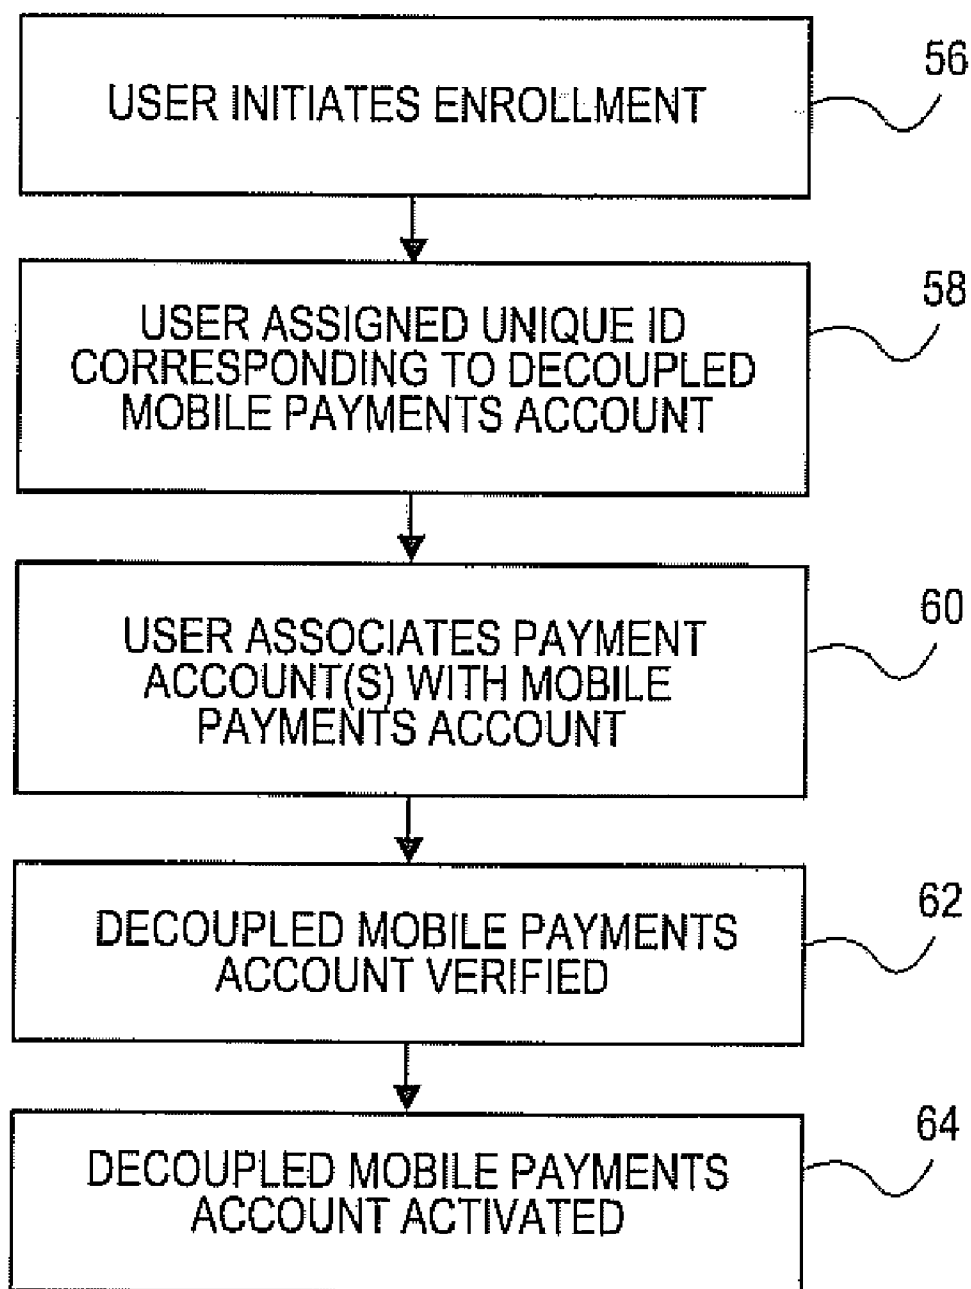 USER INITIATES ENROLLMENT
56
USER ASSIGNED UNIQUE ID
CORRESPONDING TO DECOUPLED
MOBILE PAYMENTS ACCOUNT
58
USER ASSOCIATES PAYMENT
ACCOUNT(S) WITH MOBILE
PAYMENTS ACCOUNT
60
DECOUPLED MOBILE PAYMENTS
ACCOUNT VERIFIED
62
DECOUPLED MOBILE PAYMENTS
ACCOUNT ACTIVATED
64